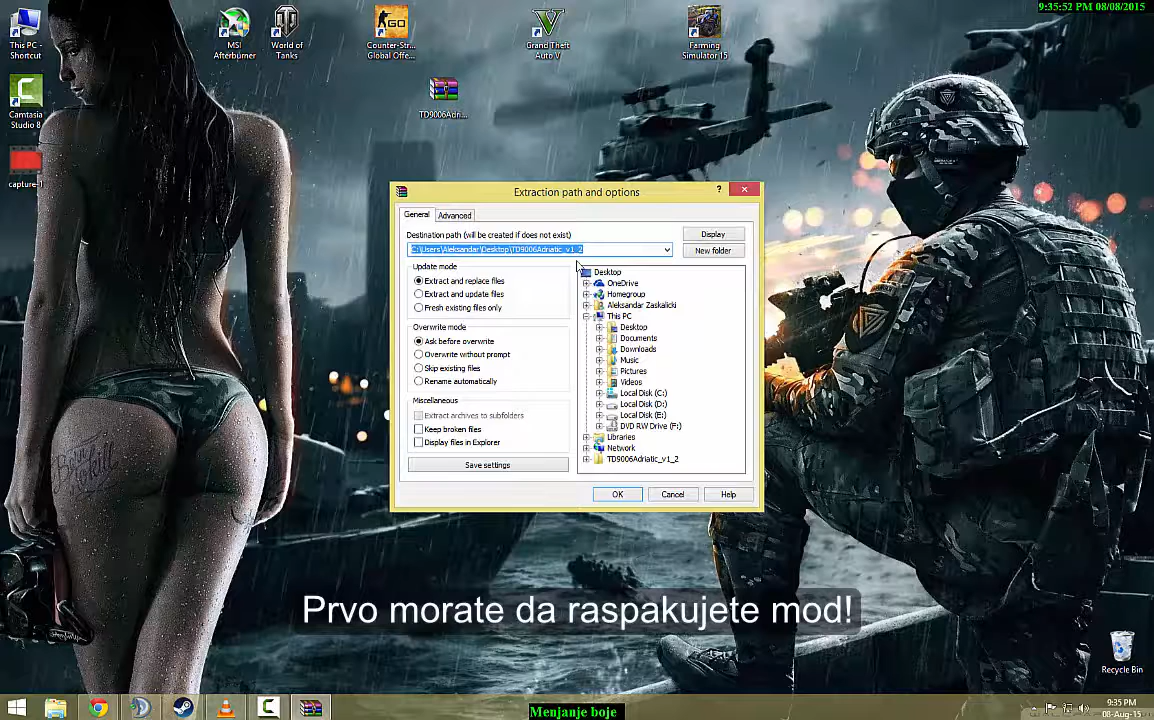 9:35:52 PM 08/08/2015
This PC -
Shortcut
MSI
Afterburner
World of
Tanks
Counter-Str...
Global Offe...
Grand Theft
Auto V
Farming
Simulator 15
Camtasia
Studio 8
TD9006Adri...
capture-1
Extraction path and options
?
General
Advanced
Destination path (will be created if does not exist)
Display
C:\Users\Aleksandar\Desktop\TD9006Adriatic_v1_2
New folder
Update mode
Extract and replace files
Extract and update files
Fresh existing files only
Overwrite mode
Ask before overwrite
Overwrite without prompt
Skip existing files
Rename automatically
Miscellaneous
Extract archives to subfolders
Keep broken files
Display files in Explorer
Save settings
Desktop
OneDrive
Homegroup
Aleksandar Zaskalicki
This PC
Desktop
Documents
Downloads
Music
Pictures
Videos
Local Disk (C:)
Local Disk (D:)
Local Disk (E:)
DVD RW Drive (F:)
Libraries
Network
TD9006Adriatic_v1_2
OK
Cancel
Help
Prvo morate da raspakujete mod!
Recycle Bin
Menjanje boje
9:35 PM
08-Aug-15